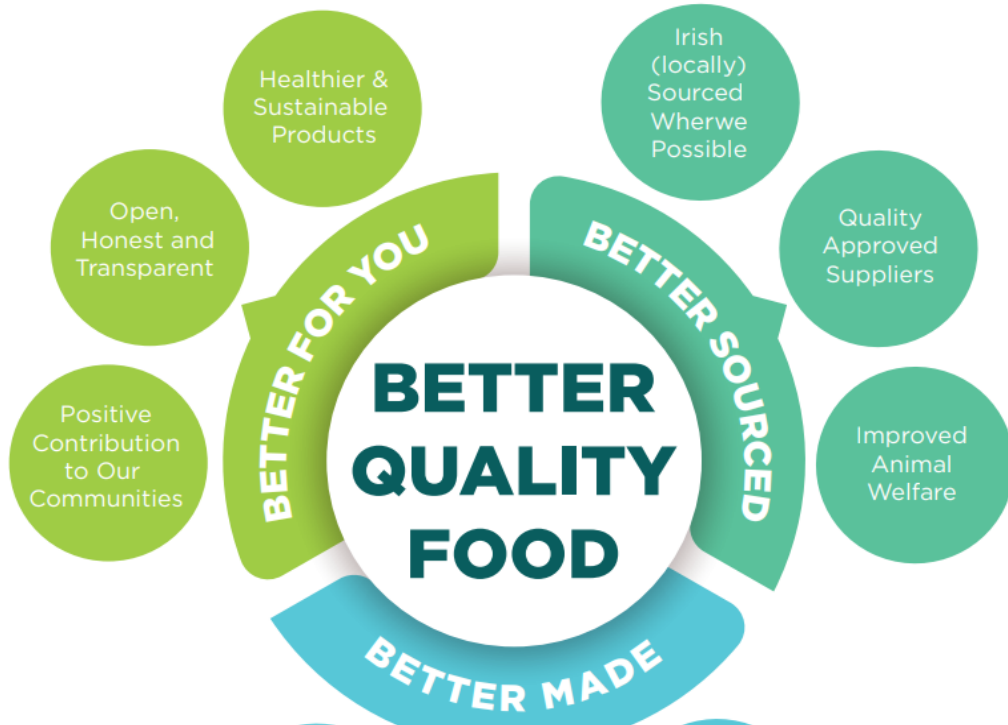 Healthier &
Sustainable
Products
Open,
Honest and
Transparent
Positive
Contribution
to Our
Communities
BETTER FOR YOU
BETTER
QUALITY
FOOD
BETTER SOURCED
Irish
(locally)
Sourced
Wherwe
Possible
Quality
Approved
Suppliers
Improved
Animal
Welfare
BETTER MADE